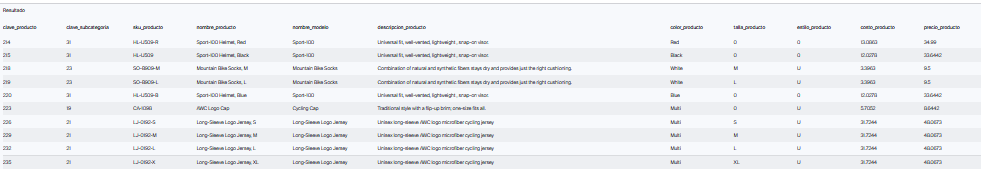 Resultado
clave_producto clave_subcategoria sku_producto nombre_producto nombre_modelo descripcion_producto color_producto talla_producto estilo_producto costo_producto precio_producto
214 31 HL-U509-R Sport-100 Helmet, Red Sport-100 Universal fit, well-vented, lightweight , snap-on visor. Red 0 0 13.0863 34.99
215 31 HL-U509 Sport-100 Helmet, Black Sport-100 Universal fit, well-vented, lightweight , snap-on visor. Black 0 0 12.0278 33.6442
218 23 SO-B909-M Mountain Bike Socks, M Mountain Bike Socks Combination of natural and synthetic fibers stays dry and provides just the right cushioning. White M U 3.3963 9.5
219 23 SO-B909-L Mountain Bike Socks, L Mountain Bike Socks Combination of natural and synthetic fibers stays dry and provides just the right cushioning. White L U 3.3963 9.5
220 31 HL-U509-B Sport-100 Helmet, Blue Sport-100 Universal fit, well-vented, lightweight , snap-on visor. Blue 0 0 12.0278 33.6442
223 19 CA-1098 AWC Logo Cap Cycling Cap Traditional style with a flip-up brim; one-size fits all. Multi 0 U 5.7052 8.6442
226 21 LJ-0192-S Long-Sleeve Logo Jersey, S Long-Sleeve Logo Jersey Unisex long-sleeve AWC logo microfiber cycling jersey Multi S U 31.7244 48.0673
229 21 LJ-0192-M Long-Sleeve Logo Jersey, M Long-Sleeve Logo Jersey Unisex long-sleeve AWC logo microfiber cycling jersey Multi M U 31.7244 48.0673
232 21 LJ-0192-L Long-Sleeve Logo Jersey, L Long-Sleeve Logo Jersey Unisex long-sleeve AWC logo microfiber cycling jersey Multi L U 31.7244 48.0673
235 21 LJ-0192-X Long-Sleeve Logo Jersey, XL Long-Sleeve Logo Jersey Unisex long-sleeve AWC logo microfiber cycling jersey Multi XL U 31.7244 48.0673